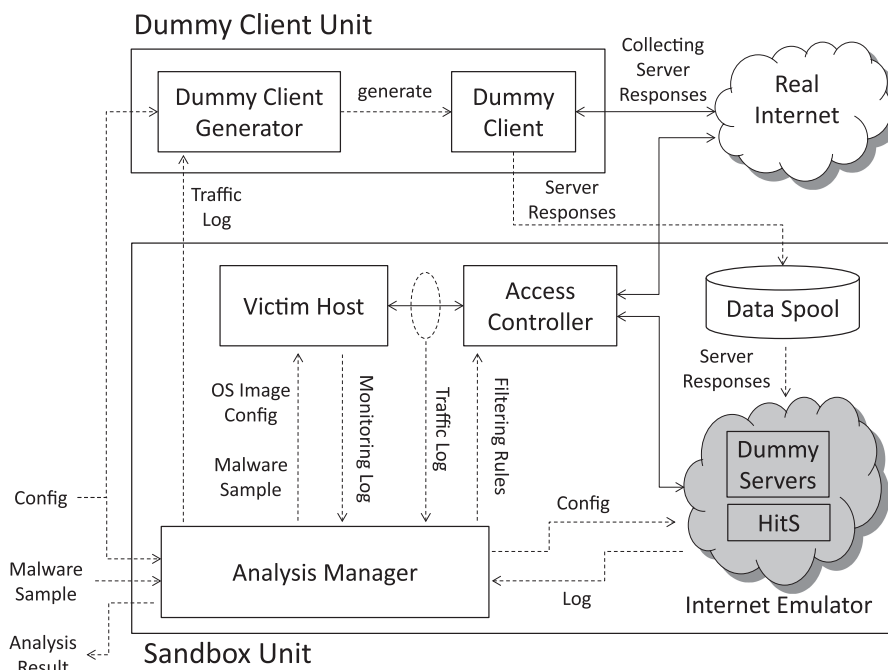 Dummy Client Unit
Collecting
Server
Responses
Real
Internet
Dummy Client
Generator
generate
Dummy
Client
Traffic
Log
Server
Responses
Victim Host
Access
Controller
Data Spool
Server
Responses
OS Image
Config
Malware
Sample
Monitoring Log
Traffic Log
Filtering Rules
Dummy
Servers
HitS
Config
Config
Analysis Manager
Malware
Sample
Log
Internet Emulator
Analysis
Result
Sandbox Unit